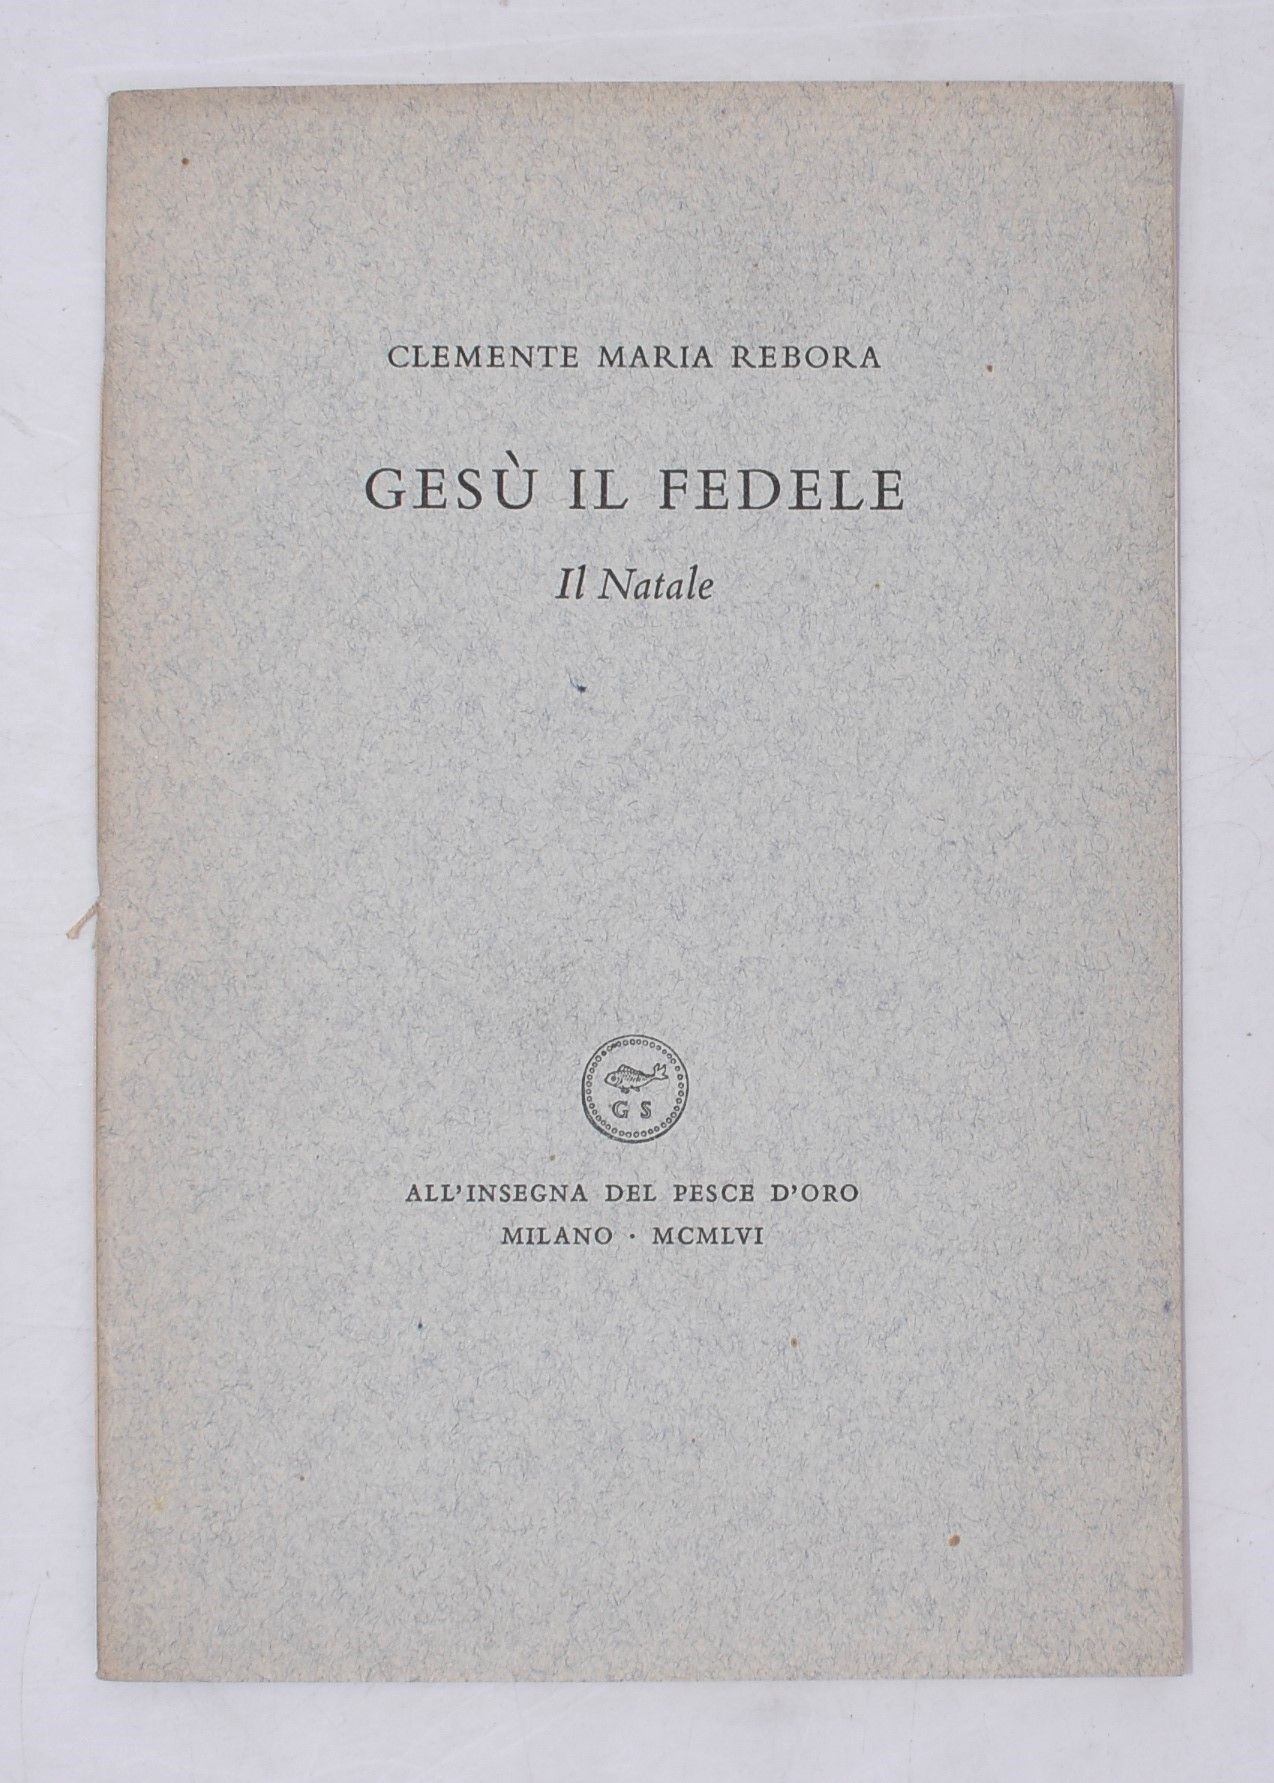 CLEMENTE MARIA REBORA
GESÙ IL FEDELE
Il Natale
G S
ALL'INSEGNA DEL PESCE D'ORO
MILANO · MCMLVI